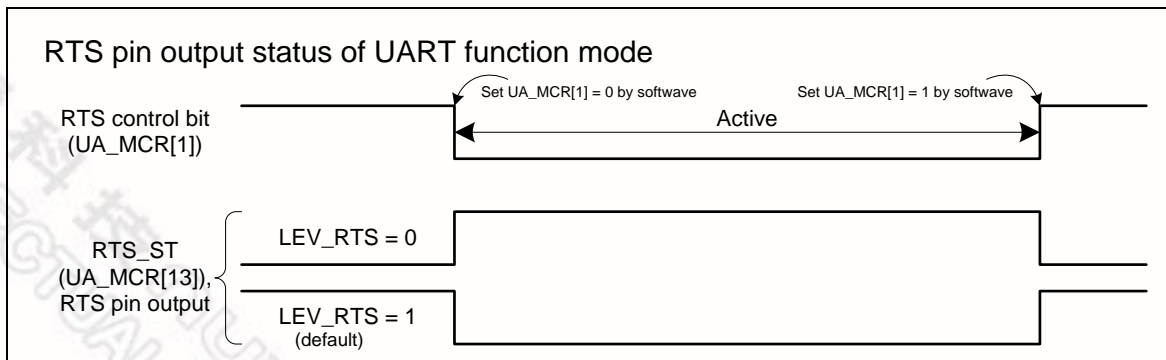 RTS pin output status of UART function mode
Set UA_MCR[1] = 0 by softwave
Set UA_MCR[1] = 1 by softwave
RTS control bit
(UA_MCR[1])
Active
RTS_ST
(UA_MCR[13]),
RTS pin output
LEV_RTS = 0
LEV_RTS = 1
(default)